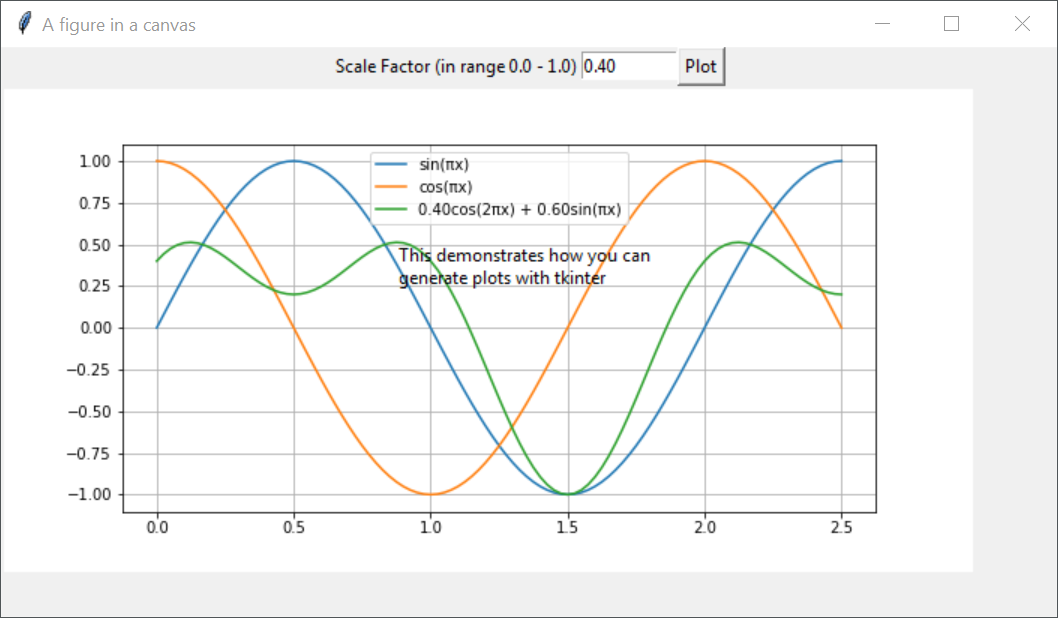 A figure in a canvas
Scale Factor (in range 0.0 - 1.0) 0.40 Plot
sin(πx)
cos(πx)
0.40cos(2πx) + 0.60sin(πx)
This demonstrates how you can
generate plots with tkinter
1.00
0.75
0.50
0.25
0.00
−0.25
−0.50
−0.75
−1.00
0.0 0.5 1.0 1.5 2.0 2.5